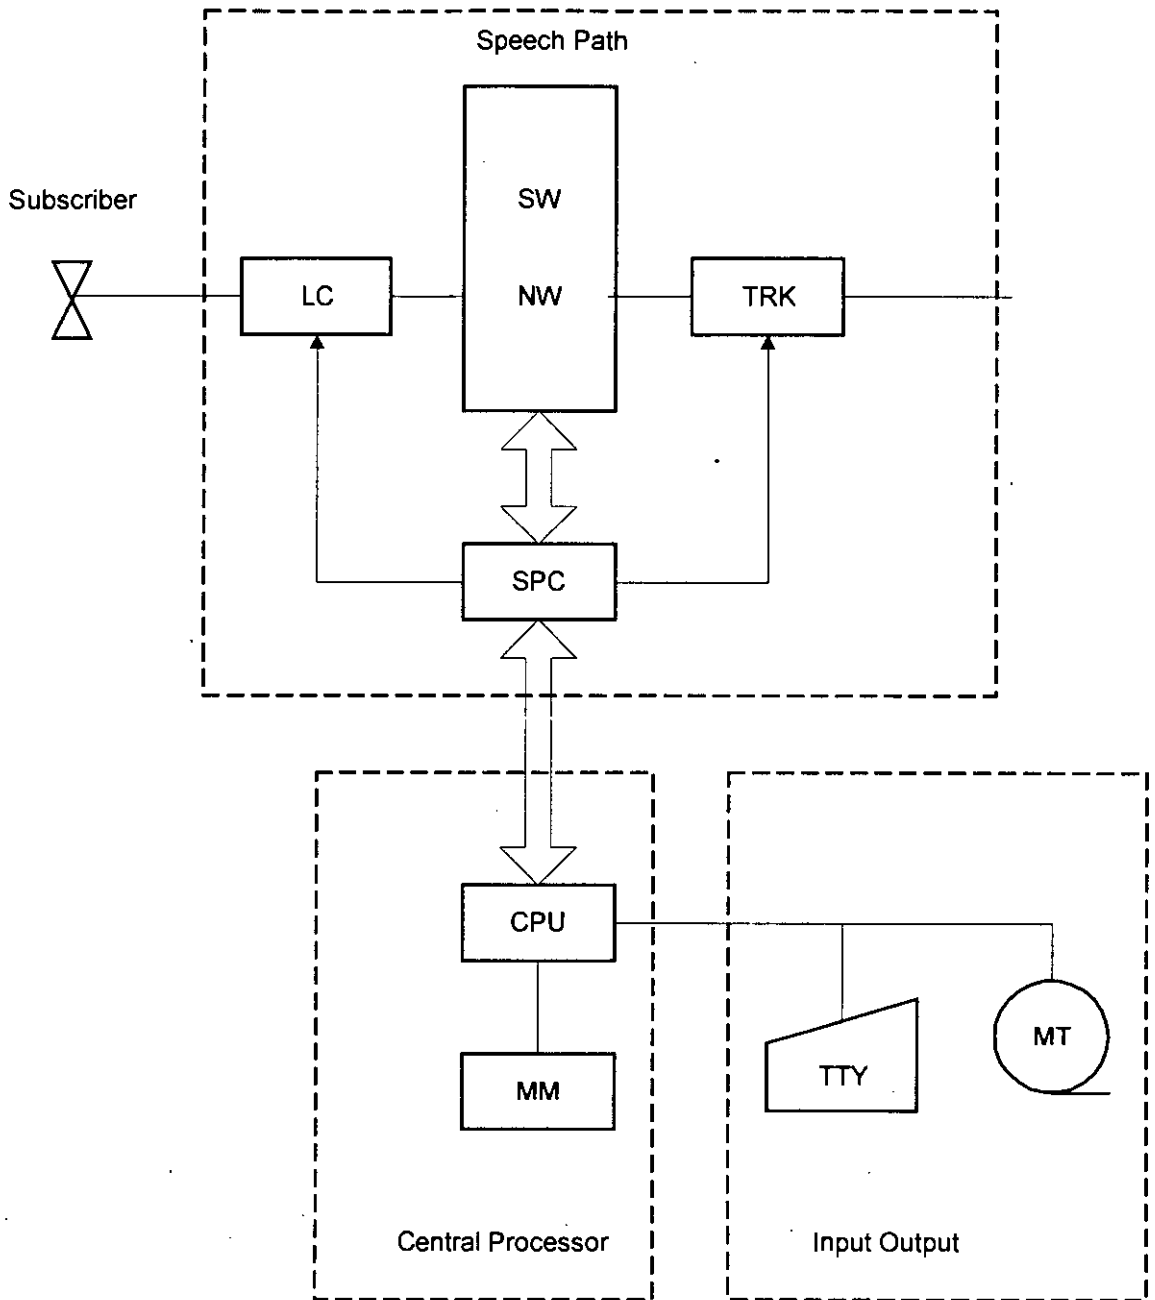 Speech Path
Subscriber
SW
LC
NW
TRK
SPC
CPU
MM
TTY
MT
Central Processor
Input Output